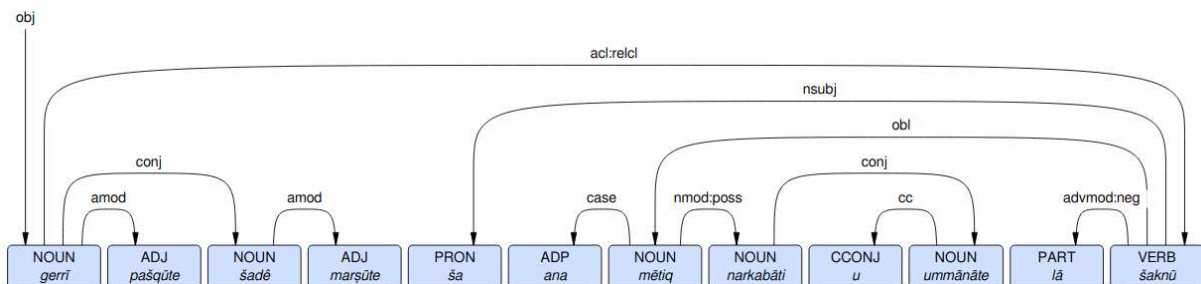 obj
acl:relcl
nsubj
obl
conj conj
amod amod case nmod:poss cc advmod:neg
NOUN ADJ NOUN ADJ PRON ADP NOUN NOUN CCONJ NOUN PART VERB
gerrī pašqūte šadê marṣūte ša ana mētiq narkabāti u ummānāte lā šaknū